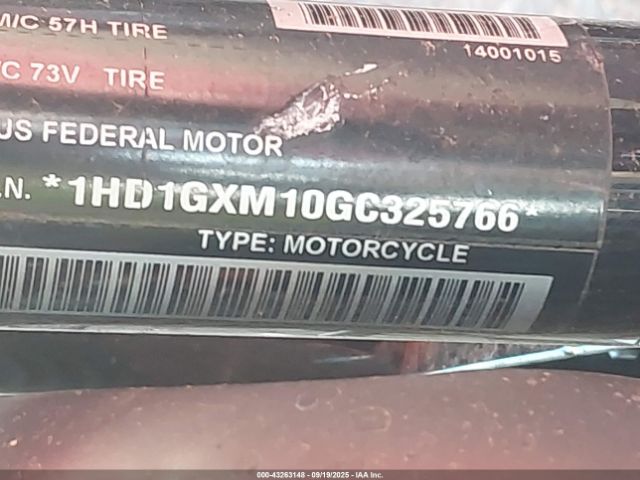 M/C 57H TIRE
14001015
/C 73V TIRE
US FEDERAL MOTOR
.N. *1HD1GXM10GC325766*
TYPE: MOTORCYCLE
000-43263148 - 09/19/2025 - © IAA Inc.